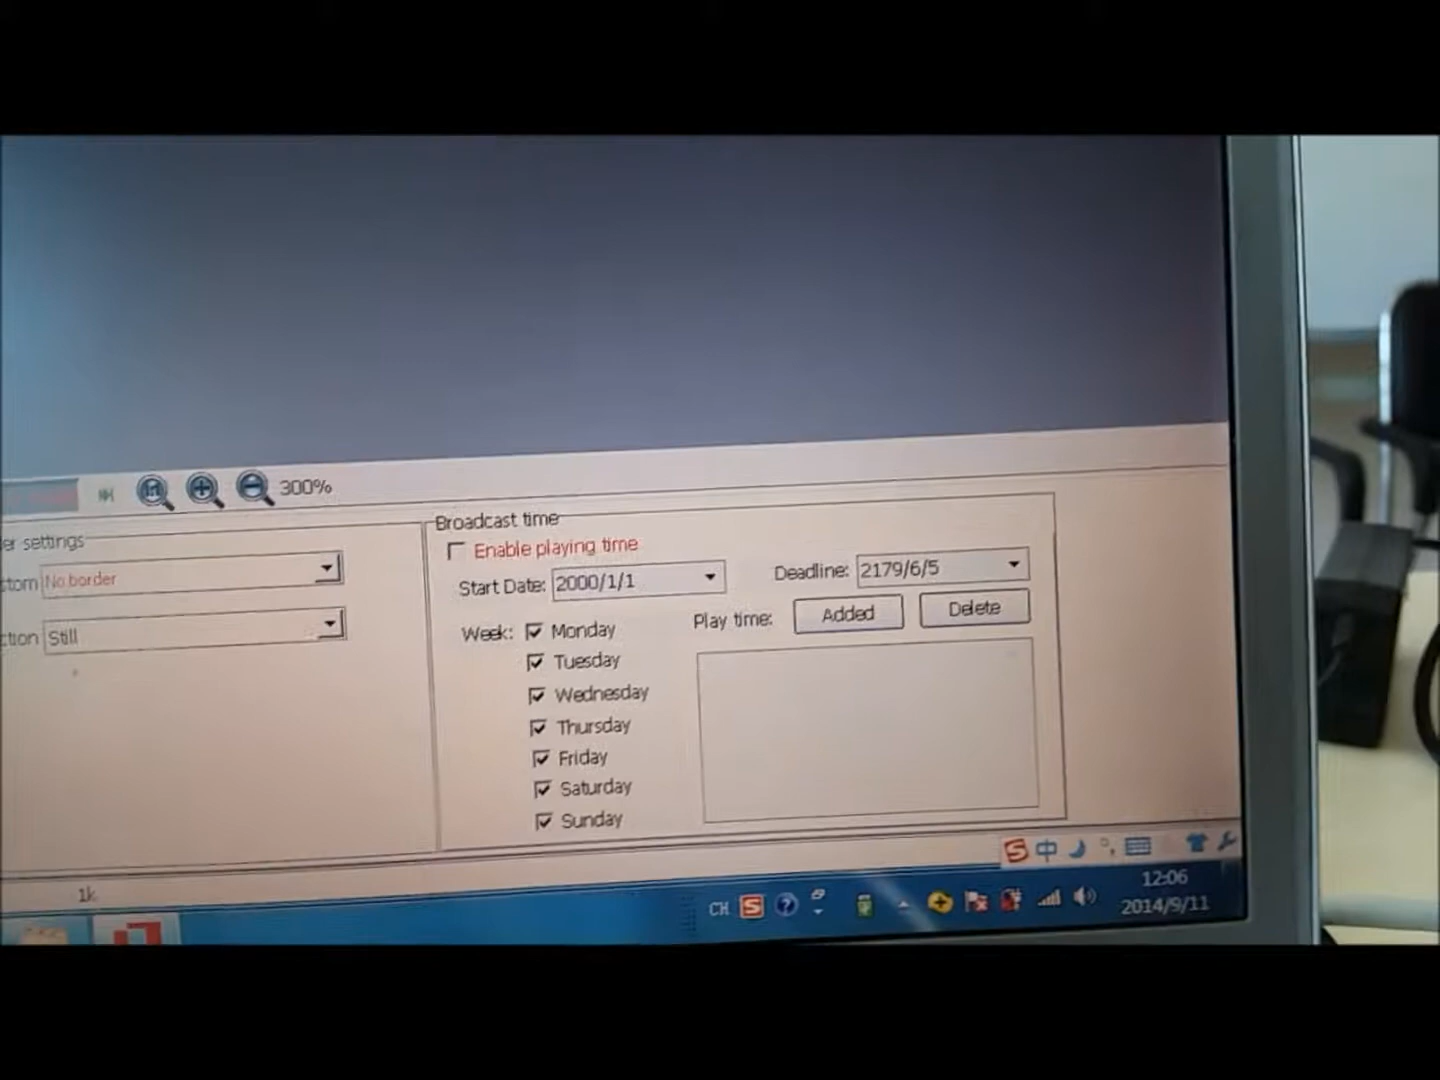 300%
er settings
Broadcast time
Enable playing time
tom No border
Start Date: 2000/1/1
Deadline: 2179/6/5
ction Still
Play time: Added Delete
Week: Monday
Tuesday
Wednesday
Thursday
Friday
Saturday
Sunday
中
1k
CH
12:06
2014/9/11